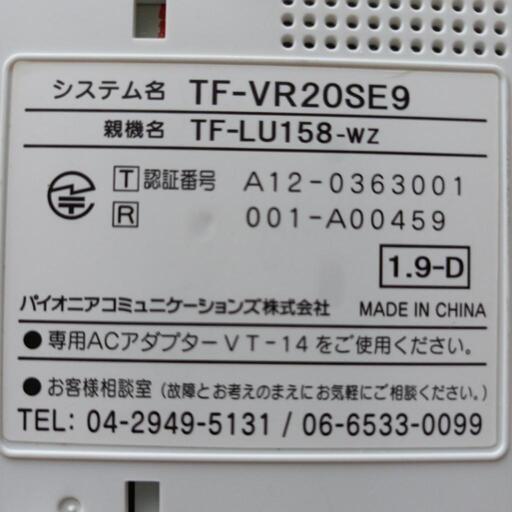 システム名 TF-VR20SE9
親機名 TF-LU158-WZ
T 認証番号 A12-0363001
R 001-A00459
1.9-D
パイオニアコミュニケーションズ株式会社 MADE IN CHINA
●専用ACアダプターVT-14をご使用ください。
●お客様相談室（故障とお考えのまえにお気軽にご相談ください。）
TEL: 04-2949-5131 / 06-6533-0099